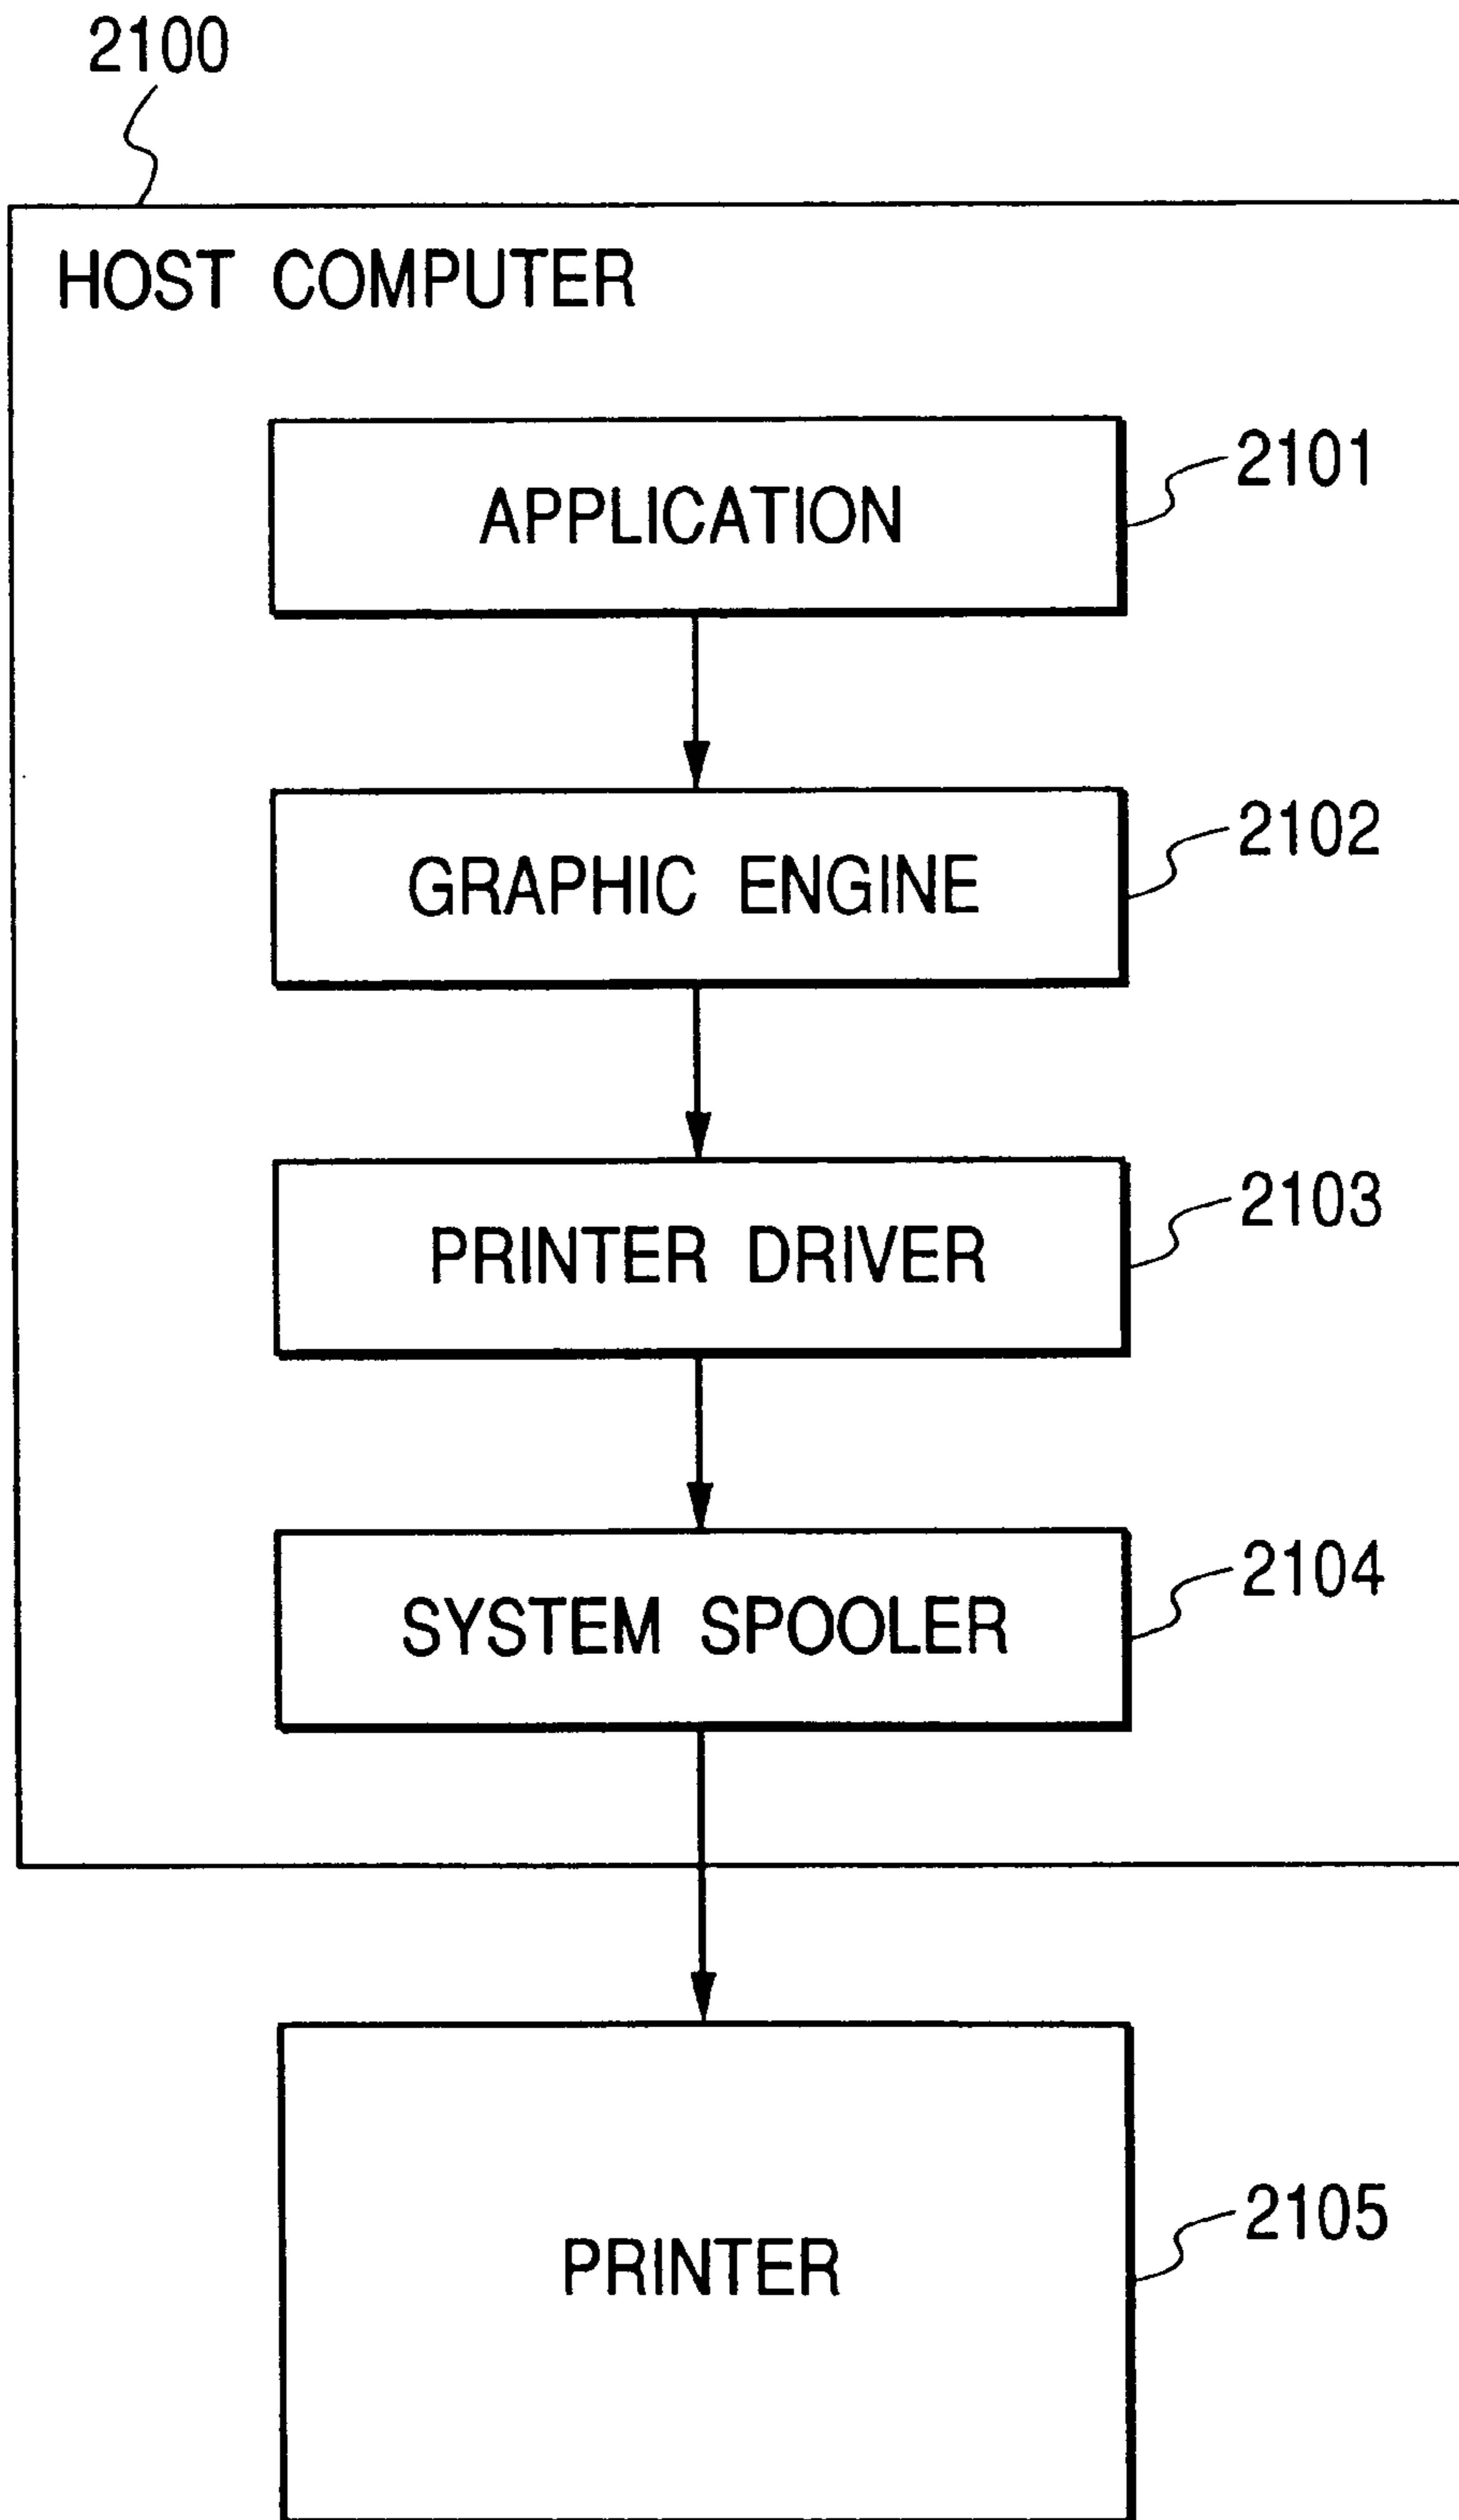 2100
HOST COMPUTER
APPLICATION
2101
GRAPHIC ENGINE
2102
PRINTER DRIVER
2103
SYSTEM SPOOLER
2104
PRINTER
2105